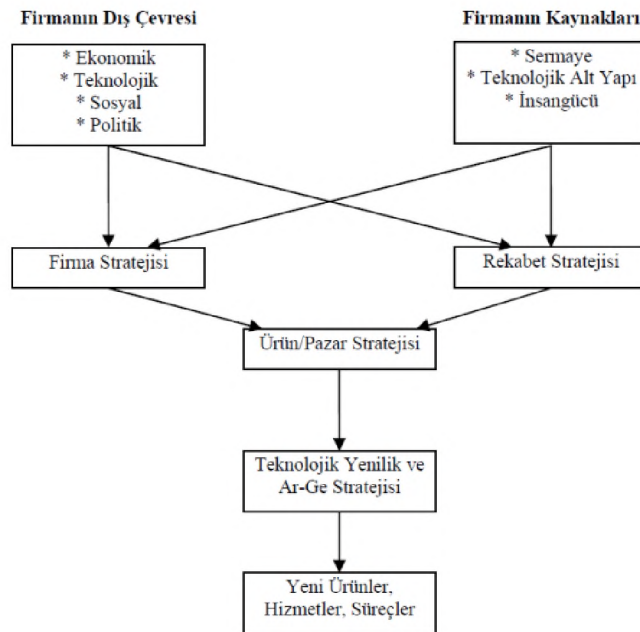 Firmanın Dış Çevresi
* Ekonomik
* Teknolojik
* Sosyal
* Politik
Firmanın Kaynakları
* Sermaye
* Teknolojik Alt Yapı
* İnsangücü
Firma Stratejisi
Rekabet Stratejisi
Ürün/Pazar Stratejisi
Teknolojik Yenilik ve
Ar-Ge Stratejisi
Yeni Ürünler,
Hizmetler, Süreçler